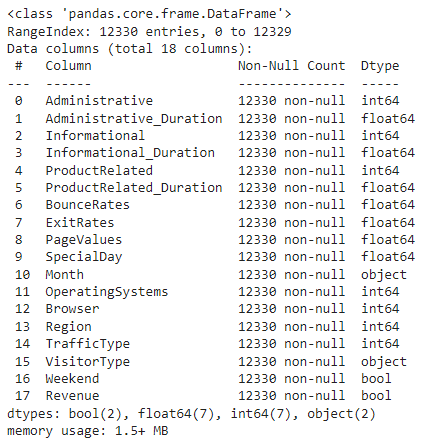 <class 'pandas.core.frame.DataFrame'>
RangeIndex: 12330 entries, 0 to 12329
Data columns (total 18 columns):
 #   Column                   Non-Null Count  Dtype
---  ------                   --------------  -----
 0   Administrative           12330 non-null  int64
 1   Administrative_Duration  12330 non-null  float64
 2   Informational            12330 non-null  int64
 3   Informational_Duration   12330 non-null  float64
 4   ProductRelated           12330 non-null  int64
 5   ProductRelated_Duration  12330 non-null  float64
 6   BounceRates              12330 non-null  float64
 7   ExitRates                12330 non-null  float64
 8   PageValues               12330 non-null  float64
 9   SpecialDay               12330 non-null  float64
 10  Month                    12330 non-null  object
 11  OperatingSystems         12330 non-null  int64
 12  Browser                  12330 non-null  int64
 13  Region                   12330 non-null  int64
 14  TrafficType              12330 non-null  int64
 15  VisitorType              12330 non-null  object
 16  Weekend                  12330 non-null  bool
 17  Revenue                  12330 non-null  bool
dtypes: bool(2), float64(7), int64(7), object(2)
memory usage: 1.5+ MB